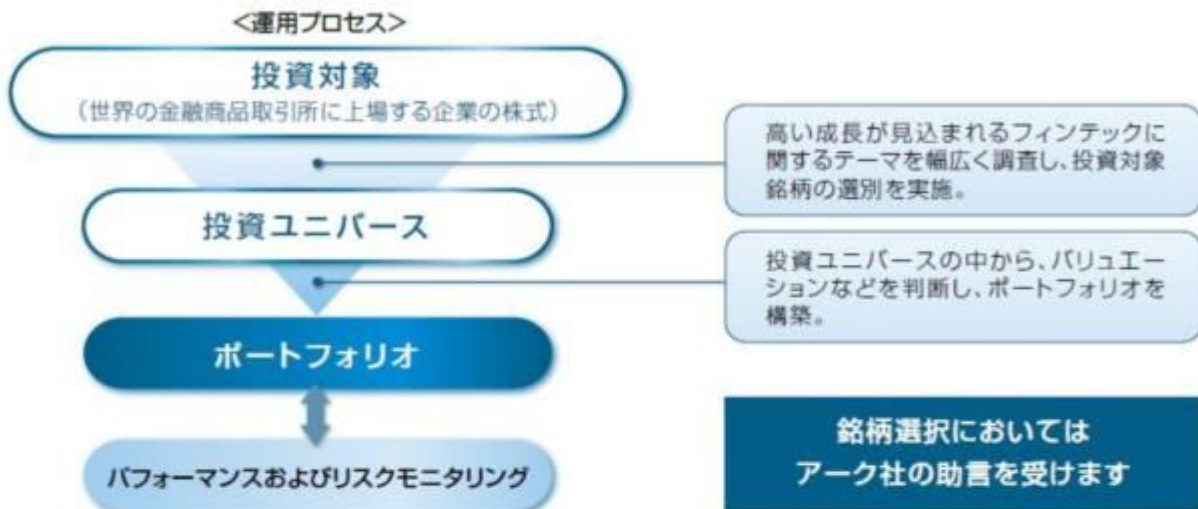 <運用プロセス>
投資対象
(世界の金融商品取引所に上場する企業の株式)
高い成長が見込まれるフィンテックに
関するテーマを幅広く調査し、投資対象
銘柄の選別を実施。
投資ユニバース
投資ユニバースの中から、バリュエー
ションなどを判断し、ポートフォリオを
構築。
ポートフォリオ
パフォーマンスおよびリスクモニタリング
銘柄選択においては
アーク社の助言を受けます